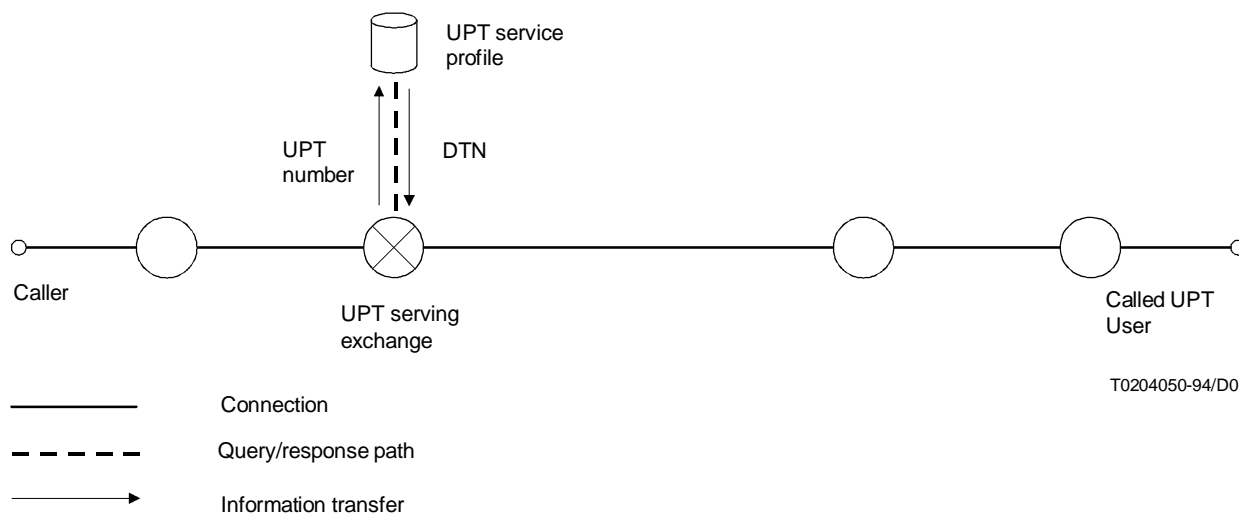 UPT service
profile
UPT
number
DTN
Caller
UPT serving
exchange
Called UPT
User
T0204050-94/D0
Connection
Query/response path
Information transfer